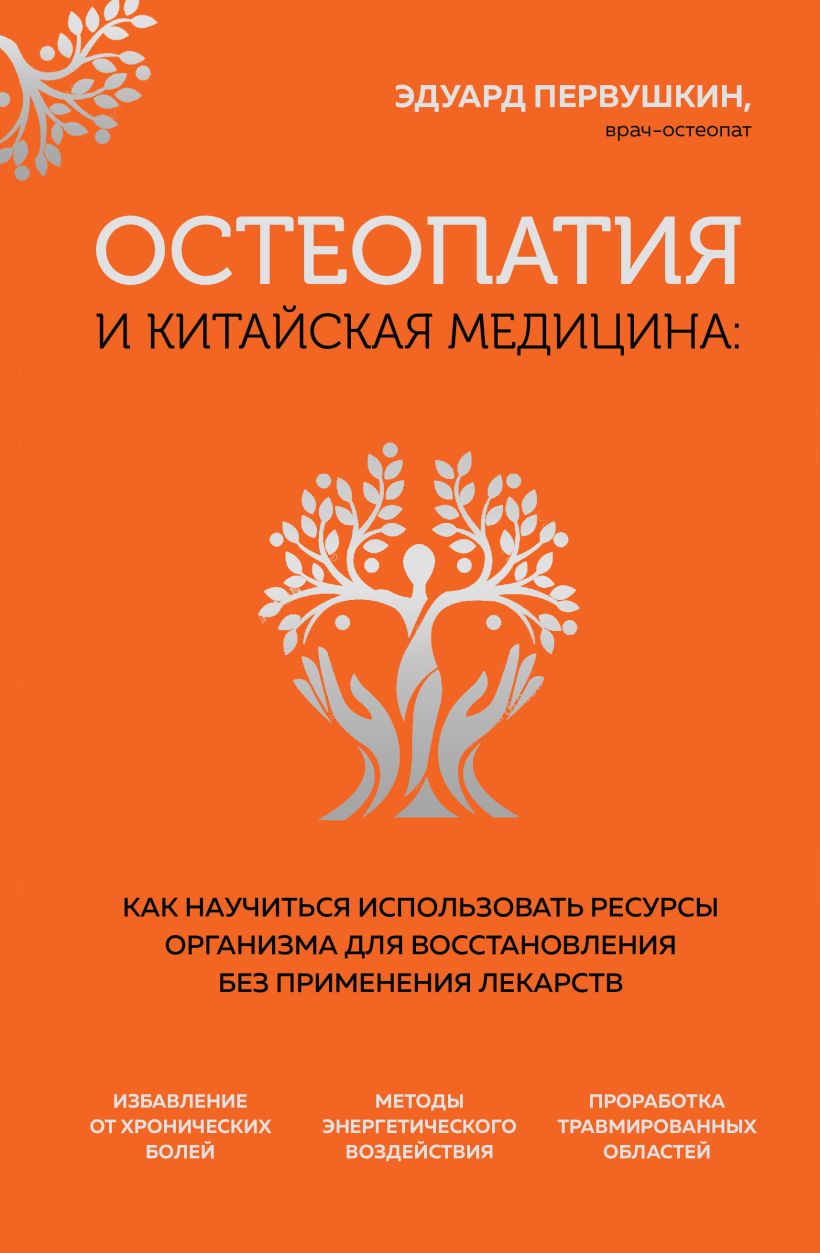 ЭДУАРД ПЕРВУШКИН,
врач-остеопат
ОСТЕОПАТИЯ
И КИТАЙСКАЯ МЕДИЦИНА:
КАК НАУЧИТЬСЯ ИСПОЛЬЗОВАТЬ РЕСУРСЫ
ОРГАНИЗМА ДЛЯ ВОССТАНОВЛЕНИЯ
БЕЗ ПРИМЕНЕНИЯ ЛЕКАРСТВ
ИЗБАВЛЕНИЕ
ОТ ХРОНИЧЕСКИХ
БОЛЕЙ
МЕТОДЫ
ЭНЕРГЕТИЧЕСКОГО
ВОЗДЕЙСТВИЯ
ПРОРАБОТКА
ТРАВМИРОВАННЫХ
ОБЛАСТЕЙ